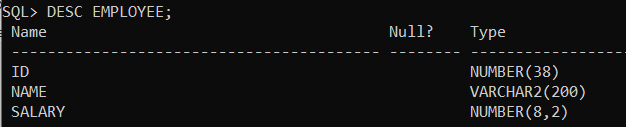 SQL> DESC EMPLOYEE;
Name Null? Type
----------------------------------------- -------- ----------------------------
ID NUMBER(38)
NAME VARCHAR2(200)
SALARY NUMBER(8,2)